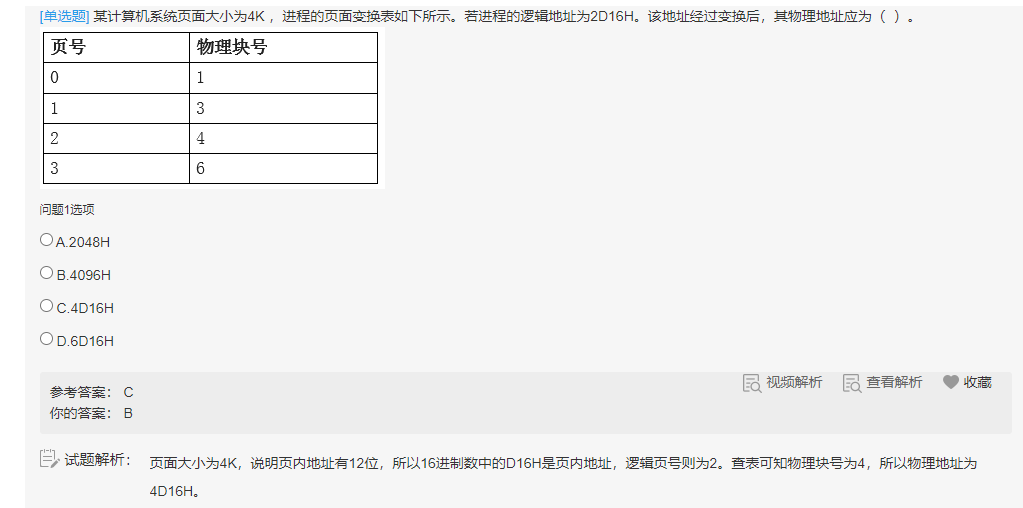 [单选题] 某计算机系统页面大小为4K ，进程的页面变换表如下所示。若进程的逻辑地址为2D16H。该地址经过变换后，其物理地址应为（ ）。
页号 物理块号
0 1
1 3
2 4
3 6
问题1选项
A.2048H
B.4096H
C.4D16H
D.6D16H
视频解析 查看解析 收藏
参考答案： C
你的答案： B
试题解析： 页面大小为4K，说明页内地址有12位，所以16进制数中的D16H是页内地址，逻辑页号则为2。查表可知物理块号为4，所以物理地址为
4D16H。